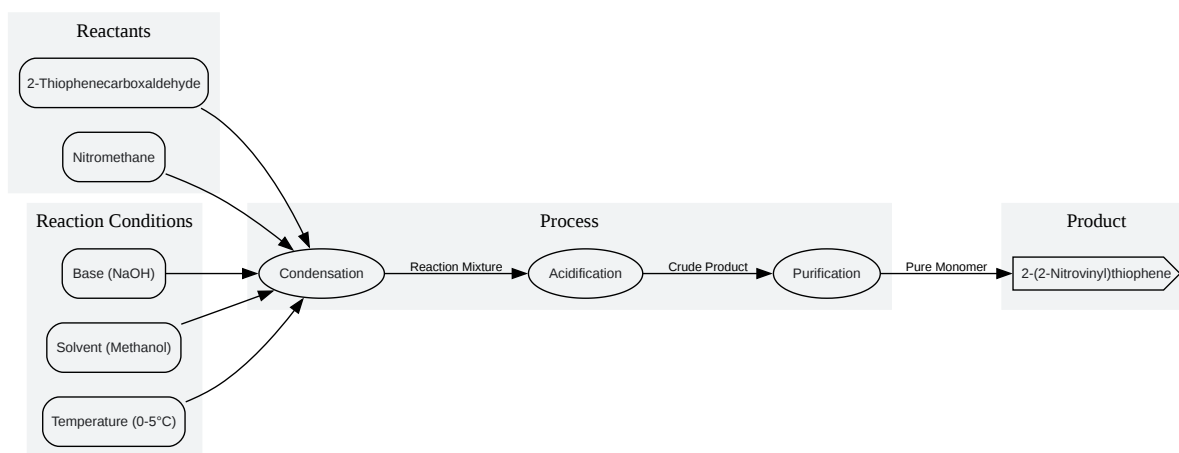 Reactants
2-Thiophenecarboxaldehyde
Nitromethane
Reaction Conditions
Base (NaOH)
Solvent (Methanol)
Temperature (0-5°C)
Process
Condensation
Reaction Mixture
Acidification
Crude Product
Purification
Pure Monomer
Product
2-(2-Nitrovinyl)thiophene